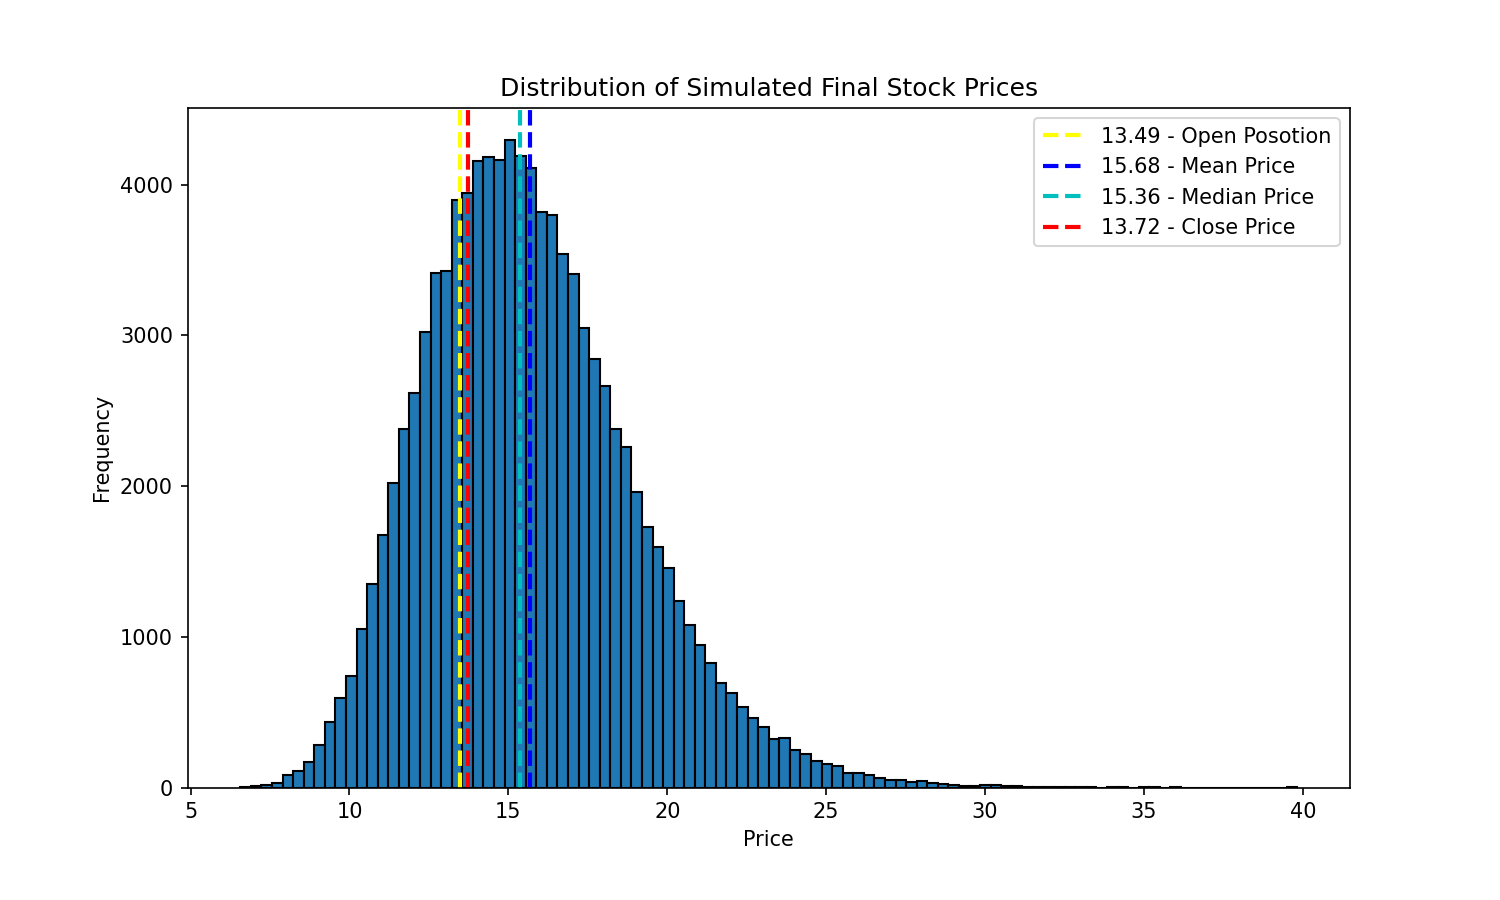 Distribution of Simulated Final Stock Prices
13.49 - Open Posotion
15.68 - Mean Price
15.36 - Median Price
13.72 - Close Price
4000
3000
2000
1000
0
Frequency
5 10 15 20 25 30 35 40
Price